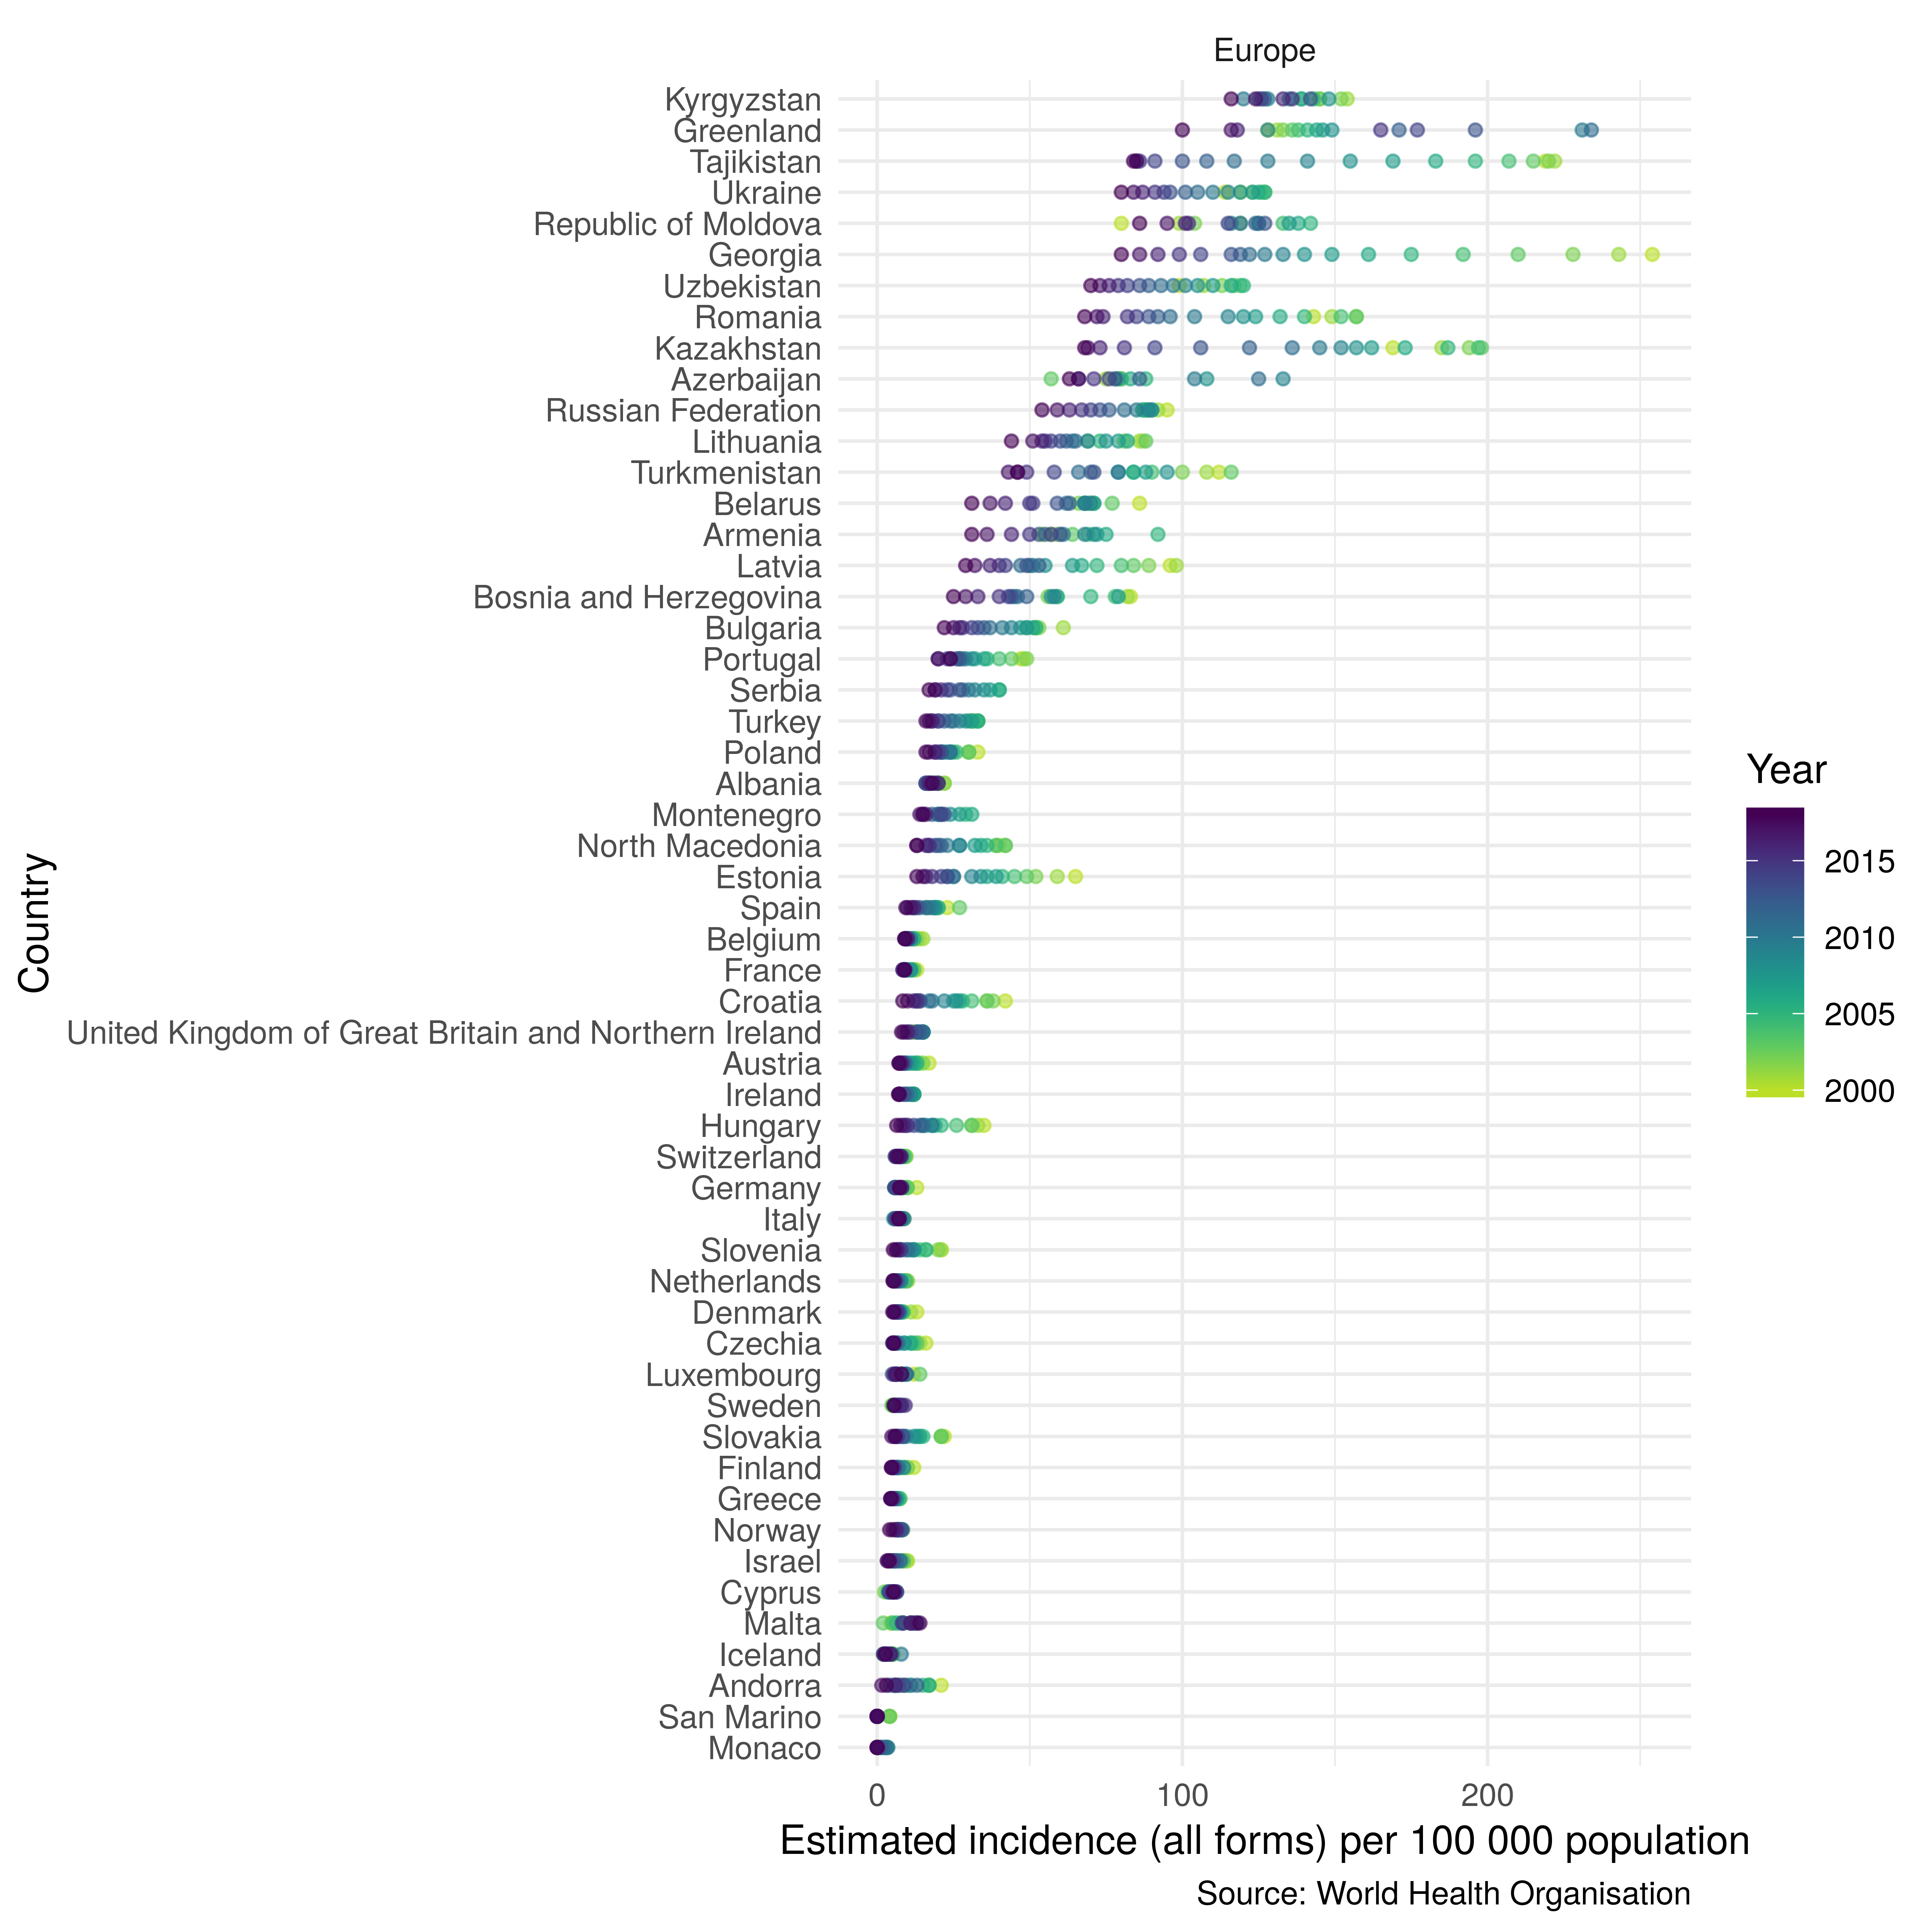 Europe
Kyrgyzstan
Greenland
Tajikistan
Ukraine
Republic of Moldova
Georgia
Uzbekistan
Romania
Kazakhstan
Azerbaijan
Russian Federation
Lithuania
Turkmenistan
Belarus
Armenia
Latvia
Bosnia and Herzegovina
Bulgaria
Portugal
Serbia
Turkey
Poland
Albania
Montenegro
North Macedonia
Estonia
Spain
Belgium
France
Croatia
United Kingdom of Great Britain and Northern Ireland
Austria
Ireland
Hungary
Switzerland
Germany
Italy
Slovenia
Netherlands
Denmark
Czechia
Luxembourg
Sweden
Slovakia
Finland
Greece
Norway
Israel
Cyprus
Malta
Iceland
Andorra
San Marino
Monaco
Country
0 100 200
Estimated incidence (all forms) per 100 000 population
Source: World Health Organisation
Year
2015
2010
2005
2000